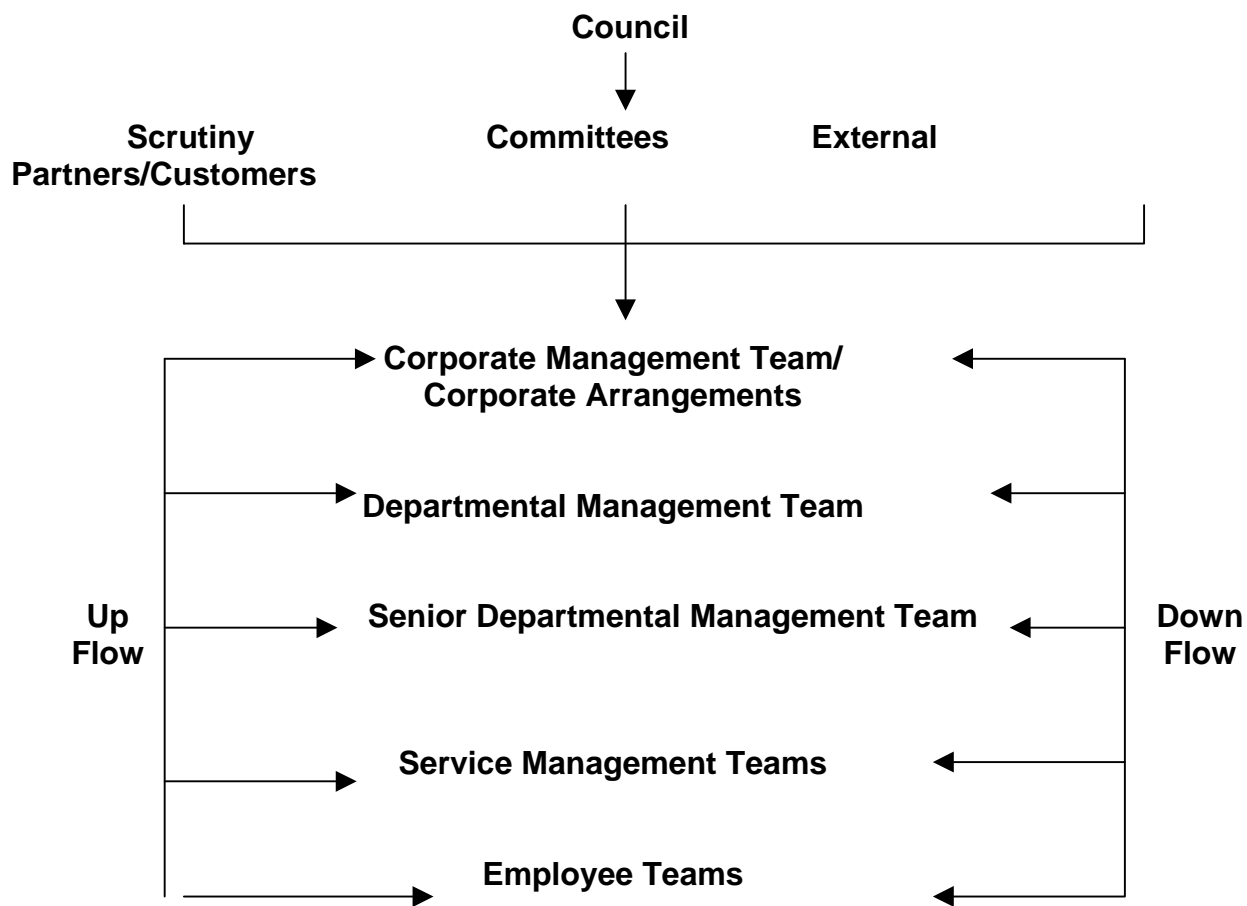 Council
Scrutiny Committees External
Partners/Customers
Corporate Management Team/
Corporate Arrangements
Departmental Management Team
Up
Flow
Senior Departmental Management Team
Down
Flow
Service Management Teams
Employee Teams